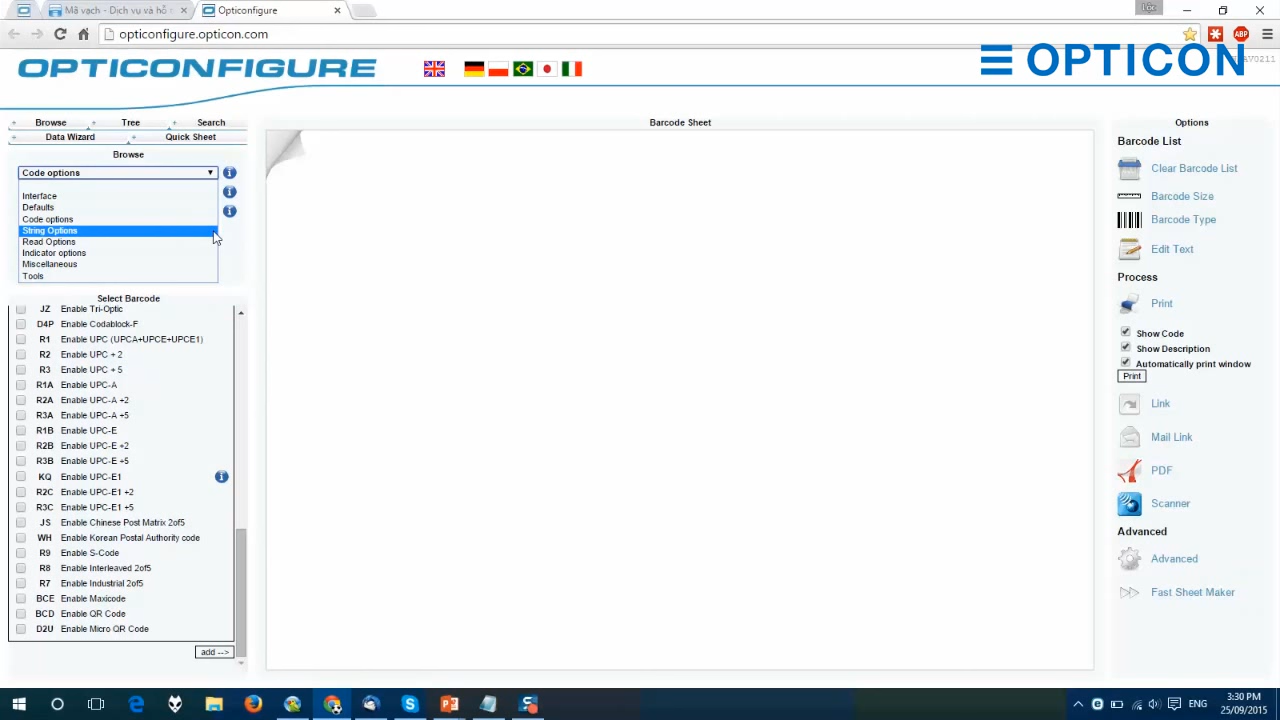 Mã vạch - Dịch vụ và hỗ t
Opticonfigure
Lộc
opticonfigure.opticon.com
ABP
OPTICONFIGURE
OPTICON
Browse
Tree
Search
Data Wizard
Quick Sheet
Browse
Code options
Interface
Defaults
Code options
String Options
Read Options
Indicator options
Miscellaneous
Tools
Select Barcode
JZ Enable Tri-Optic
D4P Enable Codablock-F
R1 Enable UPC (UPCA+UPCE+UPCE1)
R2 Enable UPC + 2
R3 Enable UPC + 5
R1A Enable UPC-A
R2A Enable UPC-A +2
R3A Enable UPC-A +5
R1B Enable UPC-E
R2B Enable UPC-E +2
R3B Enable UPC-E +5
KQ Enable UPC-E1
R2C Enable UPC-E1 +2
R3C Enable UPC-E1 +5
JS Enable Chinese Post Matrix 2of5
WH Enable Korean Postal Authority code
R9 Enable S-Code
R8 Enable Interleaved 2of5
R7 Enable Industrial 2of5
BCE Enable Maxicode
BCD Enable QR Code
D2U Enable Micro QR Code
add -->
Barcode Sheet
Options
Barcode List
Clear Barcode List
Barcode Size
Barcode Type
Edit Text
Process
Print
Show Code
Show Description
Automatically print window
Print
Link
Mail Link
PDF
Scanner
Advanced
Advanced
Fast Sheet Maker
ENG
3:30 PM
25/09/2015